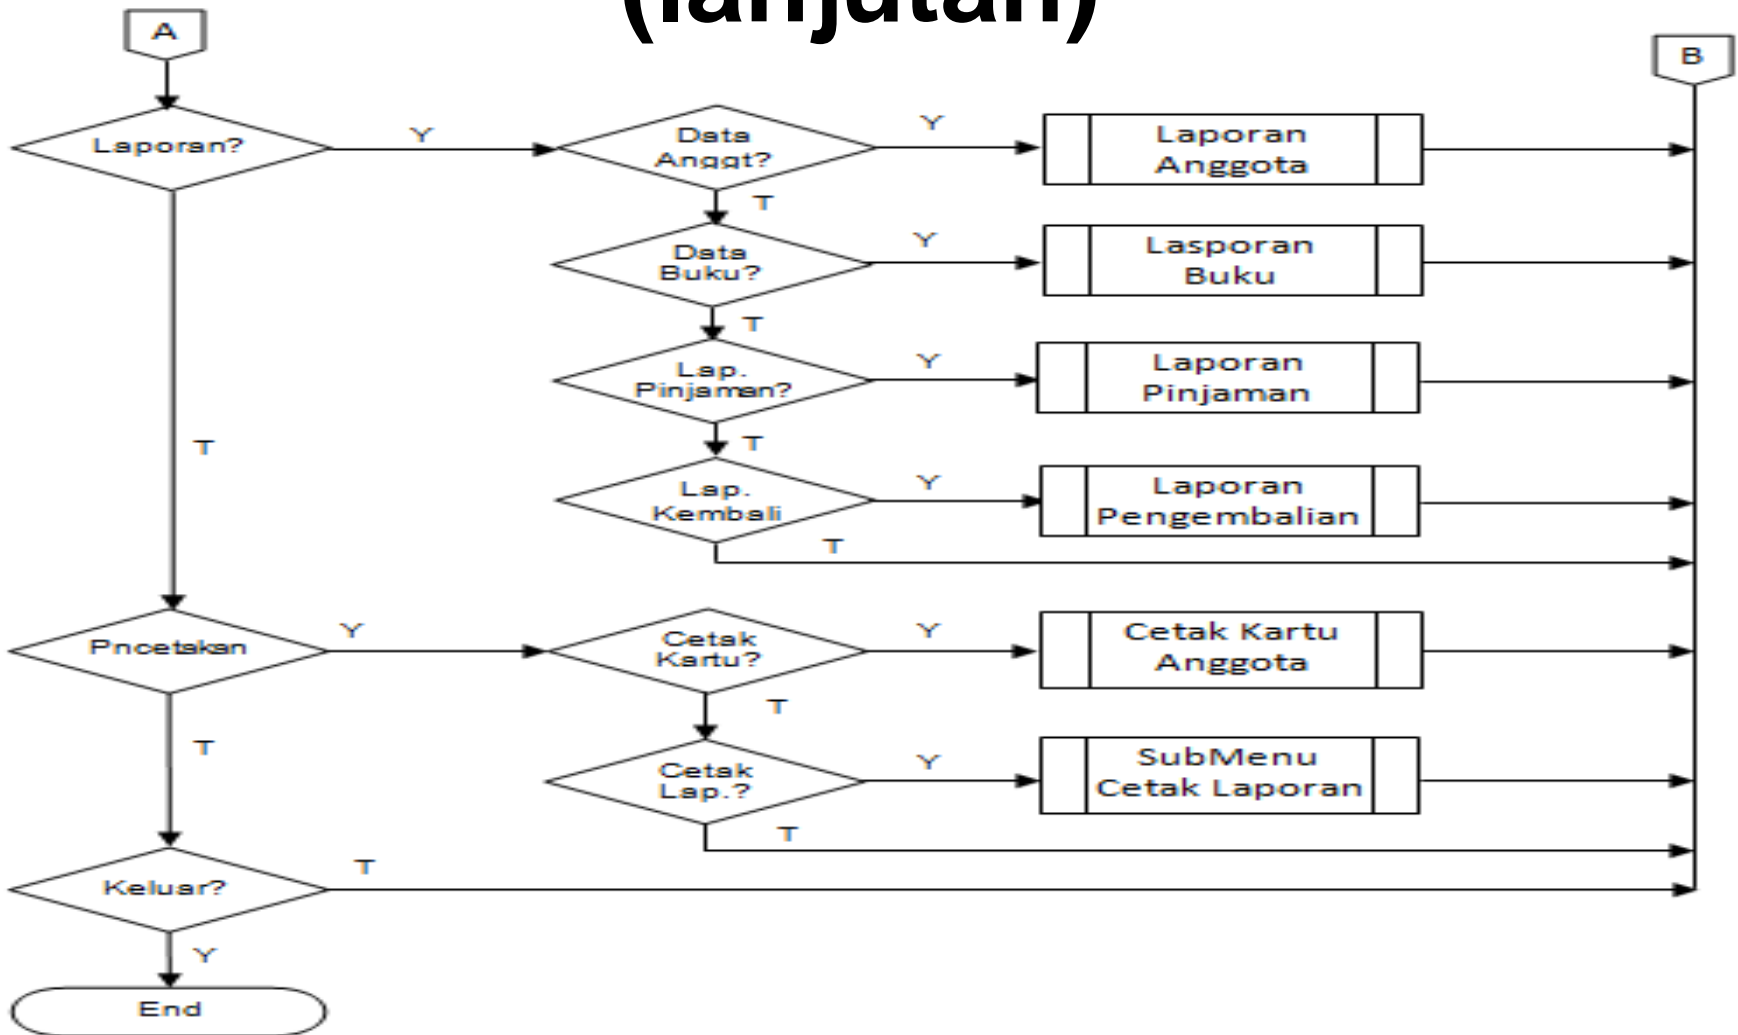 (lanjutan)
A
B
Laporan?
Y
Data
Anggt?
Y
Laporan
Anggota
T
Data
Buku?
Y
Lasporan
Buku
T
Lap.
Pinjaman?
Y
Laporan
Pinjaman
T
T
Lap.
Kembali
Y
Laporan
Pengembalian
T
Pncetakan
Y
Cetak
Kartu?
Y
Cetak Kartu
Anggota
T
T
Cetak
Lap.?
Y
SubMenu
Cetak Laporan
T
Keluar?
T
Y
End